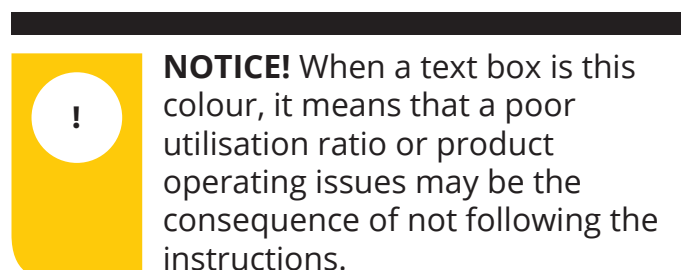 !
NOTICE! When a text box is this
colour, it means that a poor
utilisation ratio or product
operating issues may be the
consequence of not following the
instructions.